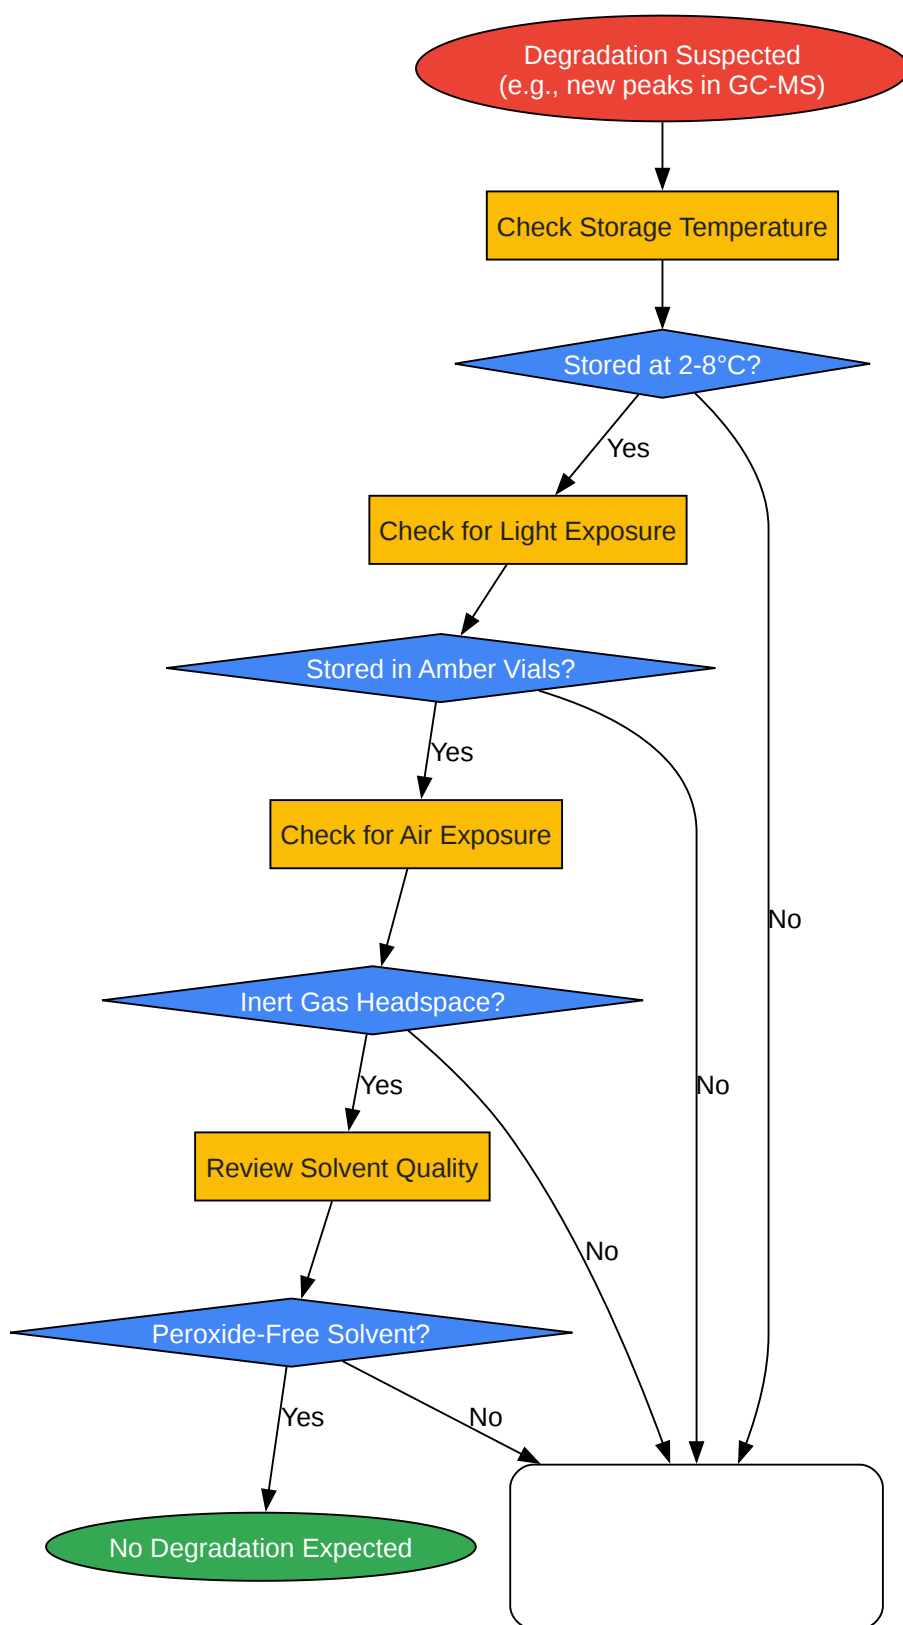 Degradation Suspected
(e.g., new peaks in GC-MS)
Check Storage Temperature
Stored at 2-8°C?
Yes
Check for Light Exposure
Stored in Amber Vials?
Yes
Check for Air Exposure
No
Inert Gas Headspace?
Yes
No
Review Solvent Quality
No
Peroxide-Free Solvent?
Yes
No
No Degradation Expected